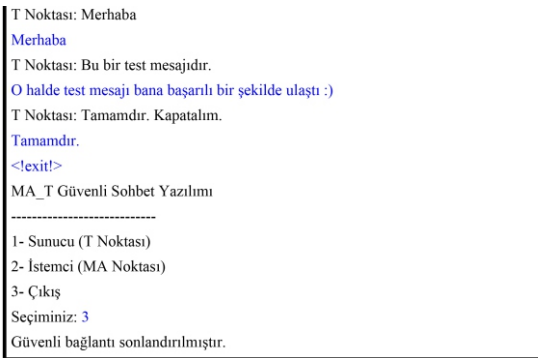 T Noktası: Merhaba
Merhaba
T Noktası: Bu bir test mesajıdır.
O halde test mesajı bana başarılı bir şekilde ulaştı :)
T Noktası: Tamamdır. Kapatalım.
Tamamdır.
<!exit!>
MA_T Güvenli Sohbet Yazılımı
----------------------------
1- Sunucu (T Noktası)
2- İstemci (MA Noktası)
3- Çıkış
Seçiminiz: 3
Güvenli bağlantı sonlandırılmıştır.